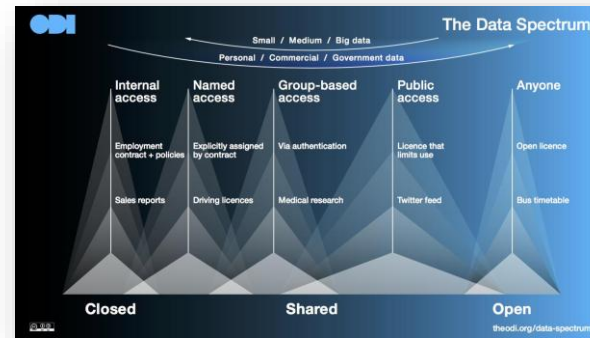 ODI
The Data Spectrum
Small / Medium / Big data
Personal / Commercial / Government data
Internal
access
Named
access
Group-based
access
Public
access
Anyone
Employment
contract + policies
Explicitly assigned
by contract
Via authentication
Licence that
limits use
Open licence
Sales reports
Driving licences
Medical research
Twitter feed
Bus timetable
Closed
Shared
Open
theodi.org/data-spectrum